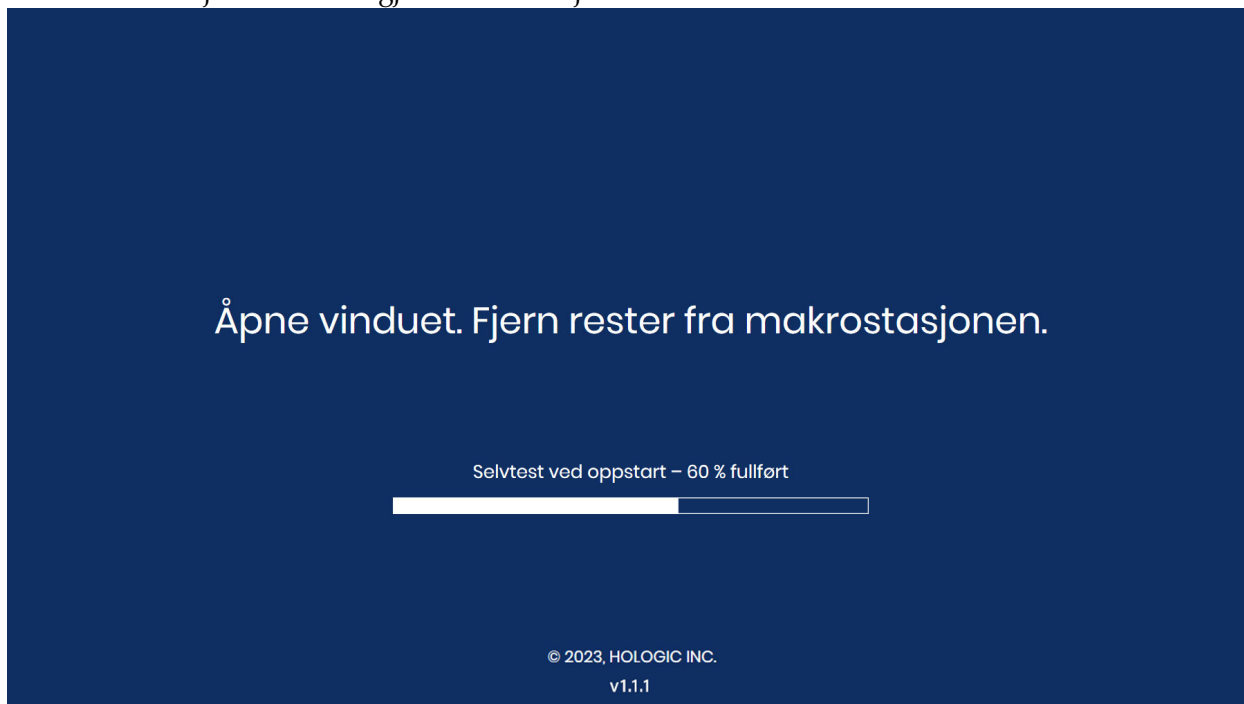 Åpne vinduet. Fjern rester fra makrostasjonen.
Selvtest ved oppstart – 60 % fullført
© 2023, HOLOGIC INC.
v1.1.1